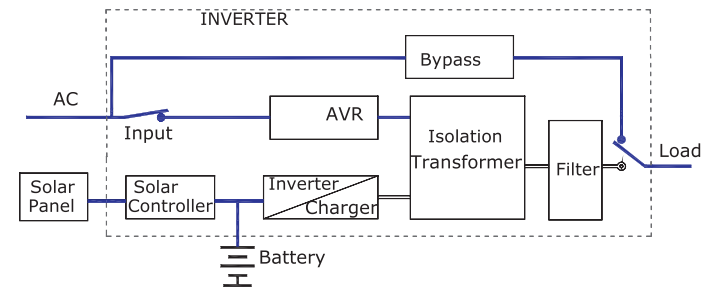 INVERTER
Bypass
AC
Input
AVR
Isolation
Transformer
Filter
Load
Solar
Panel
Solar
Controller
Inverter
Charger
Battery